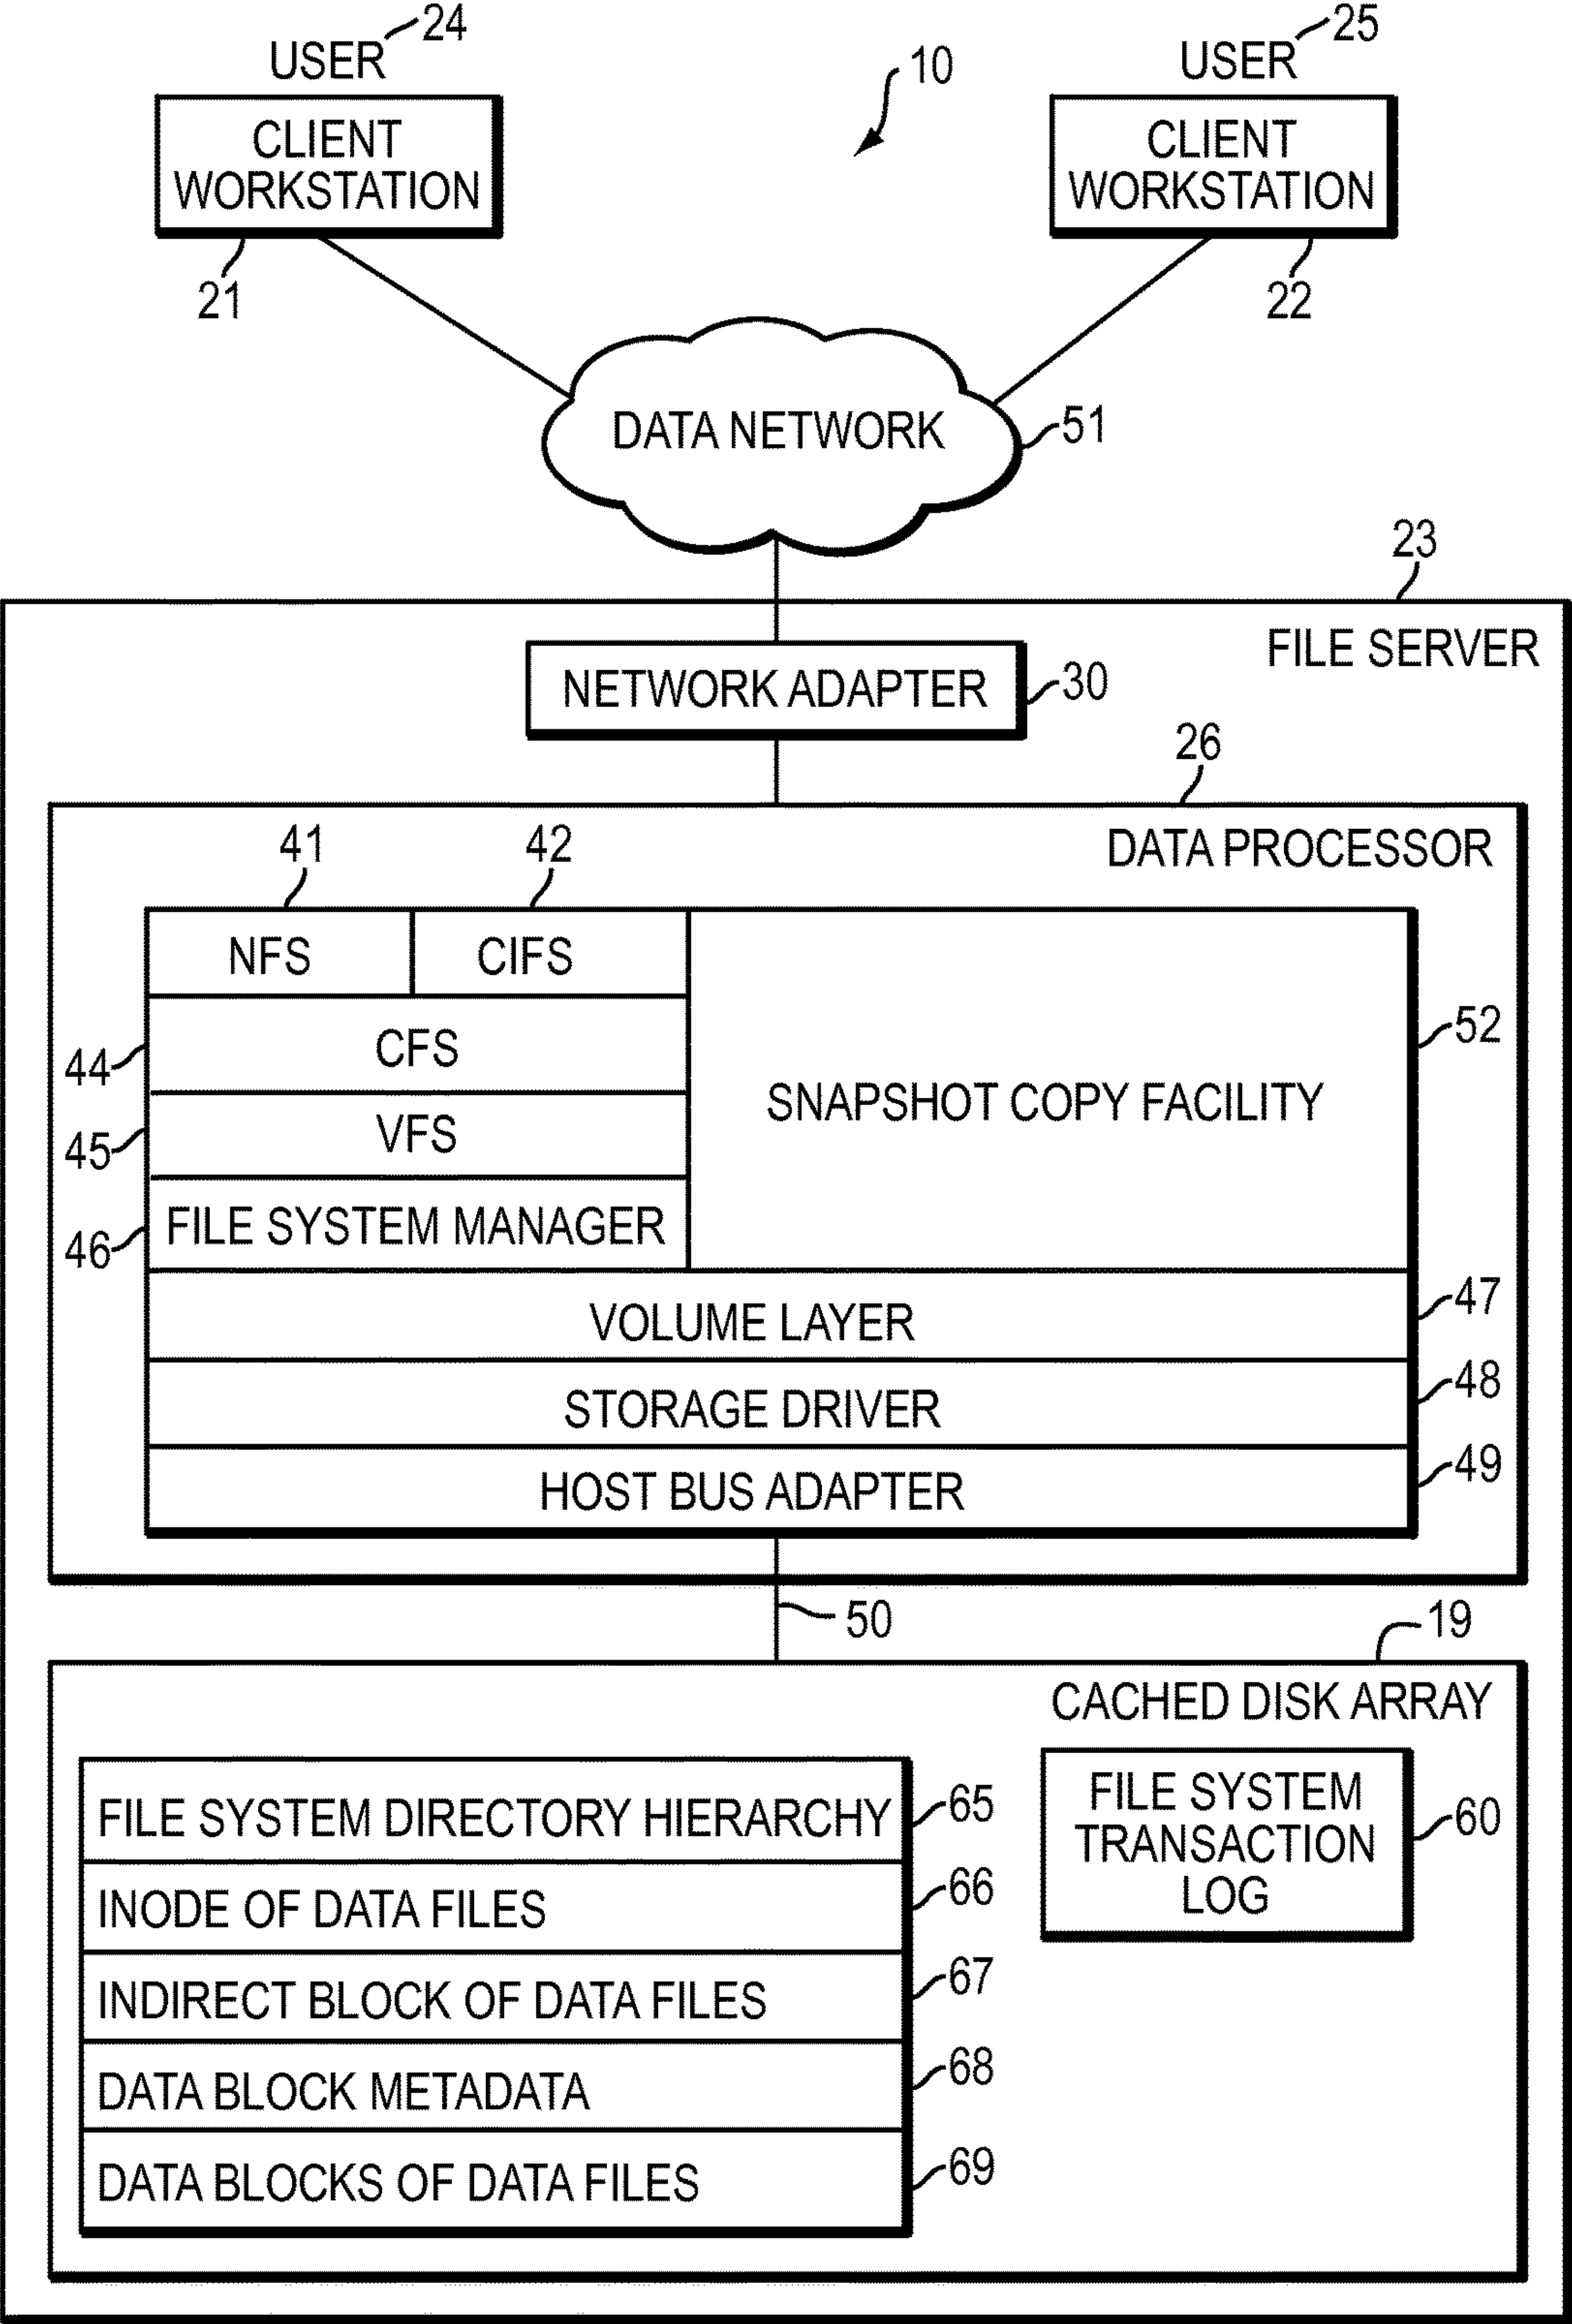 24
USER
25
USER
10
CLIENT
WORKSTATION
CLIENT
WORKSTATION
21
22
DATA NETWORK
51
23
FILE SERVER
NETWORK ADAPTER
30
26
DATA PROCESSOR
41
42
NFS
CIFS
44
CFS
52
SNAPSHOT COPY FACILITY
45
VFS
46
FILE SYSTEM MANAGER
VOLUME LAYER
47
STORAGE DRIVER
48
HOST BUS ADAPTER
49
50
19
CACHED DISK ARRAY
FILE SYSTEM DIRECTORY HIERARCHY
65
INODE OF DATA FILES
66
INDIRECT BLOCK OF DATA FILES
67
DATA BLOCK METADATA
68
DATA BLOCKS OF DATA FILES
69
FILE SYSTEM
TRANSACTION
LOG
60